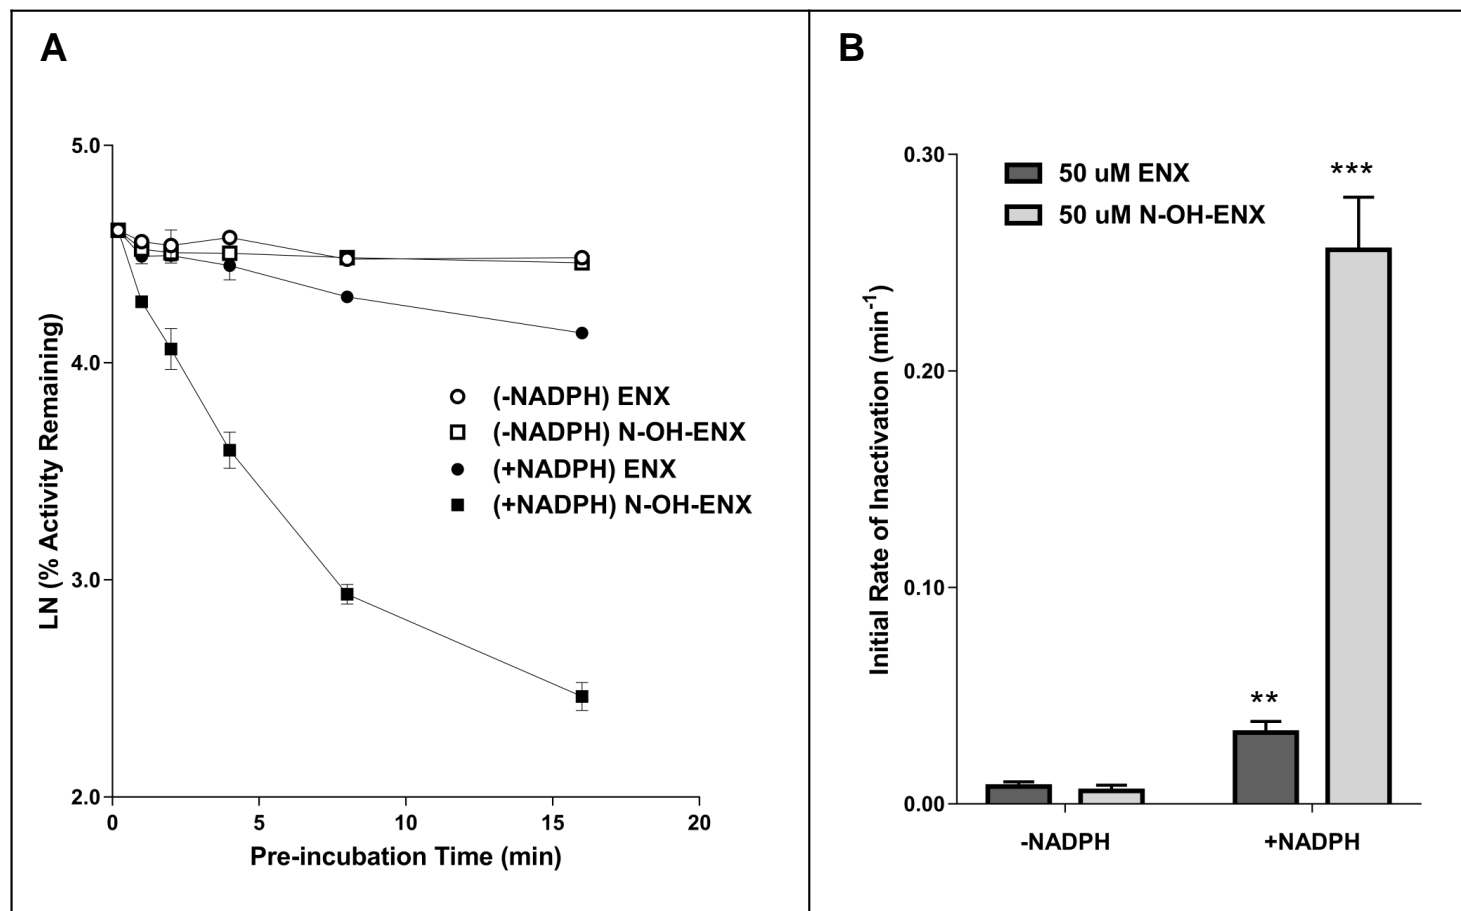 A
5.0
4.0
3.0
2.0
LN (% Activity Remaining)
(-NADPH) ENX
(-NADPH) N-OH-ENX
(+NADPH) ENX
(+NADPH) N-OH-ENX
0
5
10
15
20
Pre-incubation Time (min)
B
0.30
0.20
0.10
0.00
Initial Rate of Inactivation (min⁻¹)
50 uM ENX
50 uM N-OH-ENX
***
**
-NADPH
+NADPH